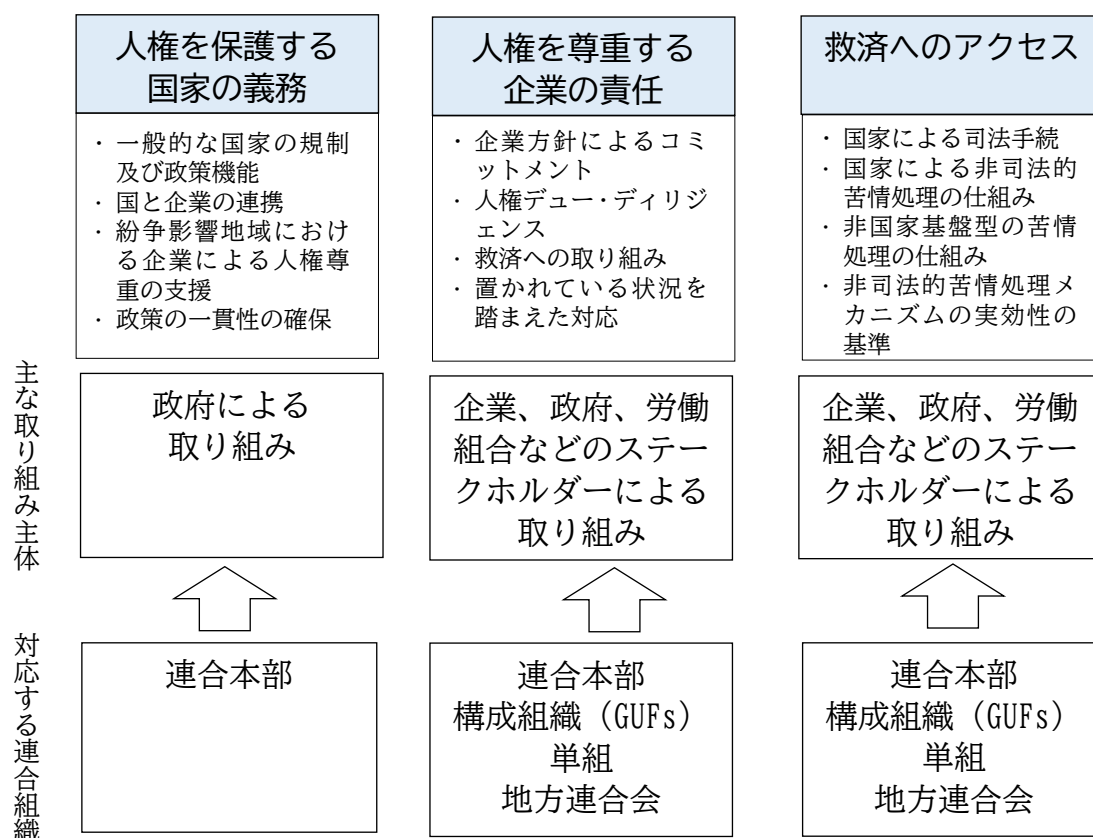 人権を保護する
国家の義務
・一般的な国家の規制
及び政策機能
・国と企業の連携
・紛争影響地域におけ
る企業による人権尊
重の支援
・政策の一貫性の確保
人権を尊重する
企業の責任
・企業方針によるコミ
ットメント
・人権デュー・ディリジ
ェンス
・救済への取り組み
・置かれている状況を
踏まえた対応
救済へのアクセス
・国家による司法手続
・国家による非司法的
苦情処理の仕組み
・非国家基盤型の苦情
処理の仕組み
・非司法的苦情処理メ
カニズムの実効性の
基準
主な取り組み主体
政府による
取り組み
企業、政府、労働
組合などのステー
クホルダーによる
取り組み
企業、政府、労働
組合などのステー
クホルダーによる
取り組み
対応する連合組織
連合本部
連合本部
構成組織（GUFs）
単組
地方連合会
連合本部
構成組織（GUFs）
単組
地方連合会